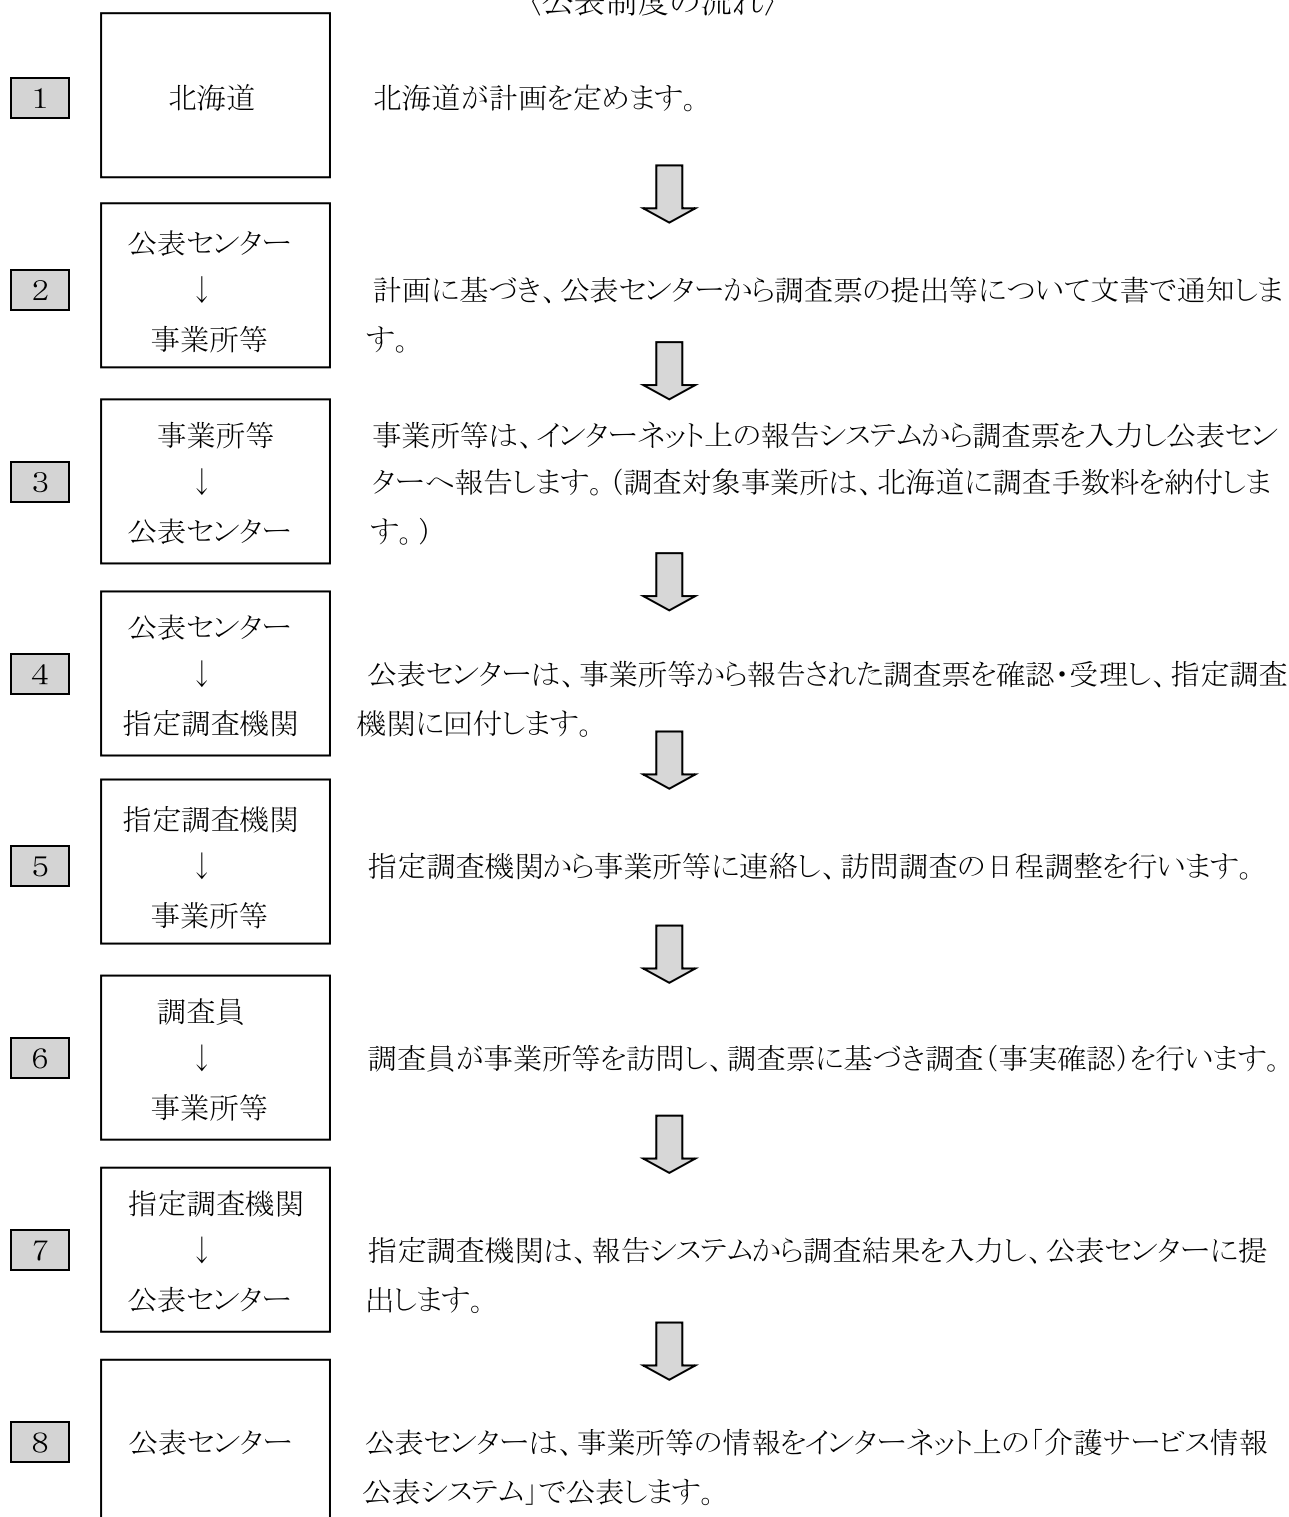 〈公表制度の流れ〉
1
北海道
北海道が計画を定めます。
2
公表センター
↓
事業所等
計画に基づき、公表センターから調査票の提出等について文書で通知しま
す。
3
事業所等
↓
公表センター
事業所等は、インターネット上の報告システムから調査票を入力し公表セン
ターへ報告します。(調査対象事業所は、北海道に調査手数料を納付しま
す。)
4
公表センター
↓
指定調査機関
公表センターは、事業所等から報告された調査票を確認・受理し、指定調査
機関に回付します。
5
指定調査機関
↓
事業所等
指定調査機関から事業所等に連絡し、訪問調査の日程調整を行います。
6
調査員
↓
事業所等
調査員が事業所等を訪問し、調査票に基づき調査(事実確認)を行います。
7
指定調査機関
↓
公表センター
指定調査機関は、報告システムから調査結果を入力し、公表センターに提
出します。
8
公表センター
公表センターは、事業所等の情報をインターネット上の「介護サービス情報
公表システム」で公表します。